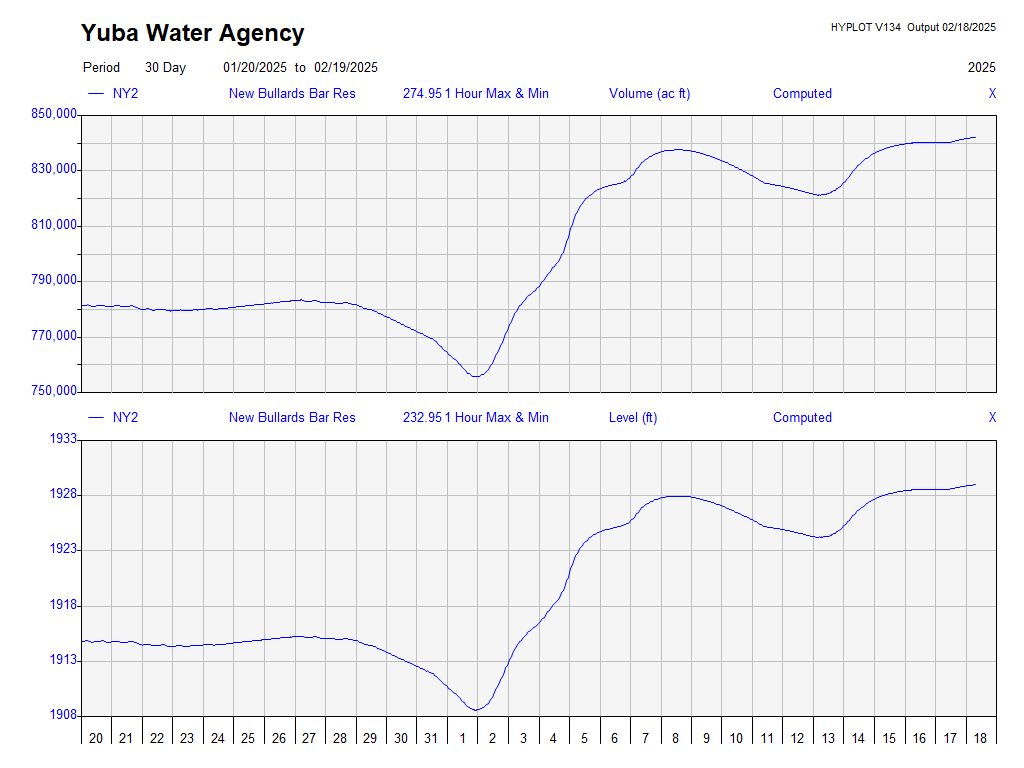 Yuba Water Agency
HYPLOT V134 Output 02/18/2025
Period 30 Day 01/20/2025 to 02/19/2025 2025
NY2 New Bullards Bar Res 274.95 1 Hour Max & Min Volume (ac ft) Computed X
850,000
830,000
810,000
790,000
770,000
750,000
NY2 New Bullards Bar Res 232.95 1 Hour Max & Min Level (ft) Computed X
1933
1928
1923
1918
1913
1908
20 21 22 23 24 25 26 27 28 29 30 31 1 2 3 4 5 6 7 8 9 10 11 12 13 14 15 16 17 18